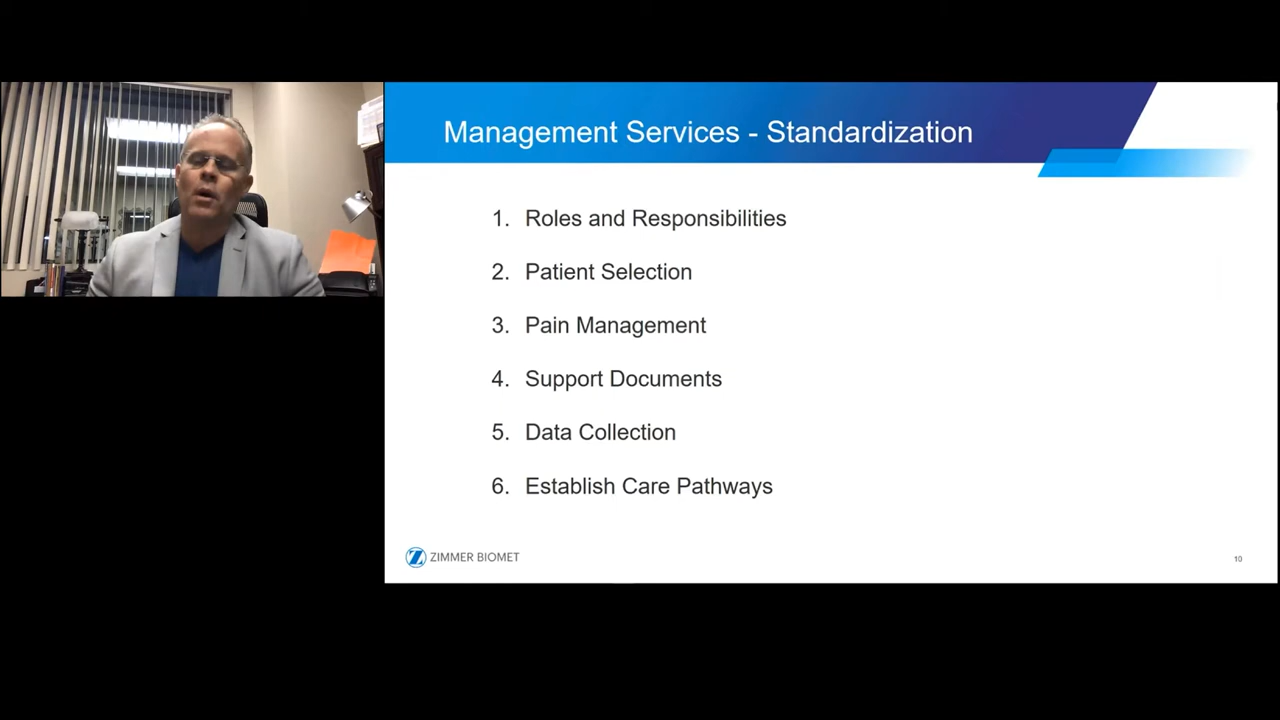 Management Services - Standardization
1. Roles and Responsibilities
2. Patient Selection
3. Pain Management
4. Support Documents
5. Data Collection
6. Establish Care Pathways
ZIMMER BIOMET
10